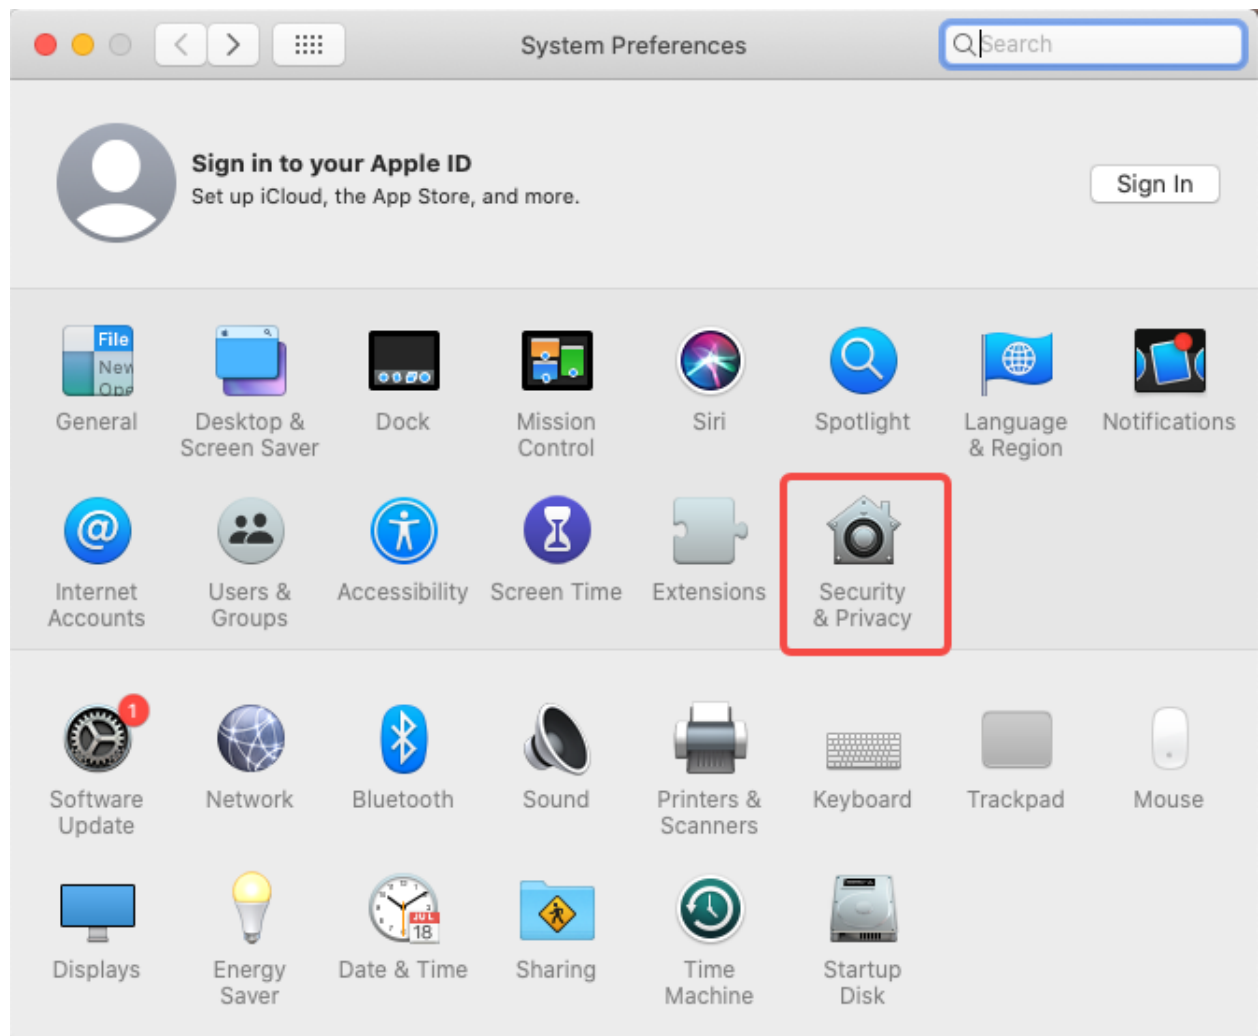 System Preferences
Search
Sign in to your Apple ID
Set up iCloud, the App Store, and more.
Sign In
File
New
Ope
General
Desktop &
Screen Saver
Dock
Mission
Control
Siri
Spotlight
Language
& Region
Notifications
@
Internet
Accounts
Users &
Groups
Accessibility
Screen Time
Extensions
Security
& Privacy
1
Software
Update
Network
Bluetooth
Sound
Printers &
Scanners
Keyboard
Trackpad
Mouse
Displays
Energy
Saver
JUL
18
Date & Time
Sharing
Time
Machine
Startup
Disk